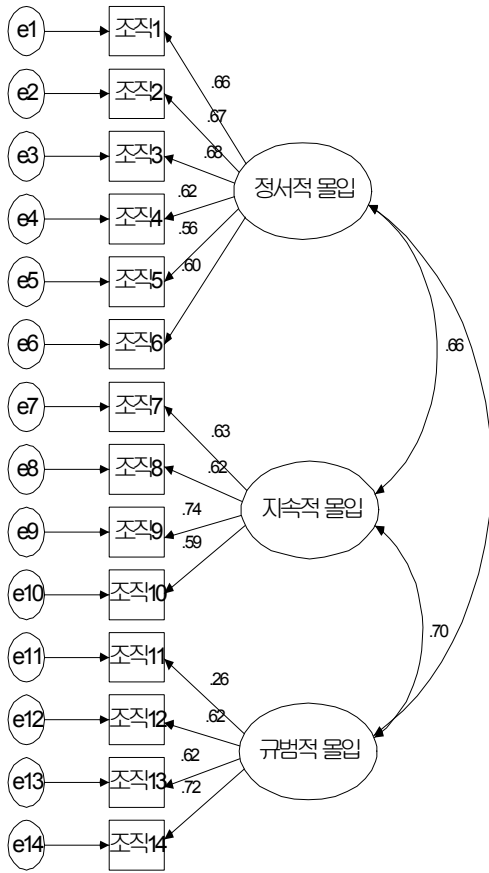 e1 조직1
.66
e2 조직2
.67
e3 조직3
.68
정서적 몰입
e4 조직4
.62
.56
e5 조직5
.60
e6 조직6
.66
e7 조직7
.63
e8 조직8
.62
지속적 몰입
.74
e9 조직9
.59
e10 조직10
.70
e11 조직11
.26
e12 조직12
.62
규범적 몰입
.62
e13 조직13
.72
e14 조직14